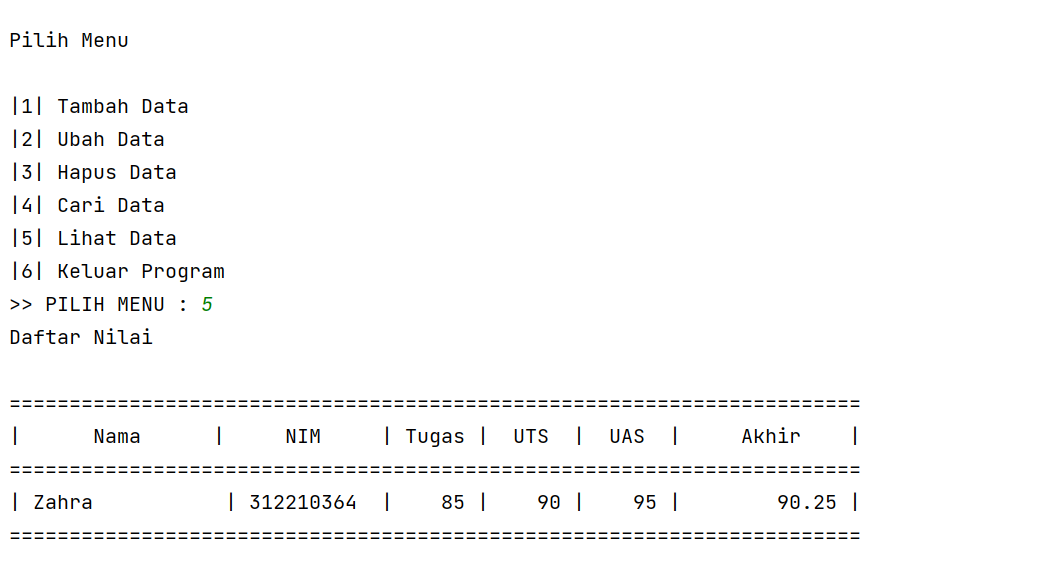 Pilih Menu
|1| Tambah Data
|2| Ubah Data
|3| Hapus Data
|4| Cari Data
|5| Lihat Data
|6| Keluar Program
>> PILIH MENU : 5
Daftar Nilai
=======================================================================
|      Nama      |     NIM     | Tugas |  UTS  |  UAS  |     Akhir    |
=======================================================================
| Zahra           | 312210364  |    85 |    90 |    95 |        90.25 |
=======================================================================